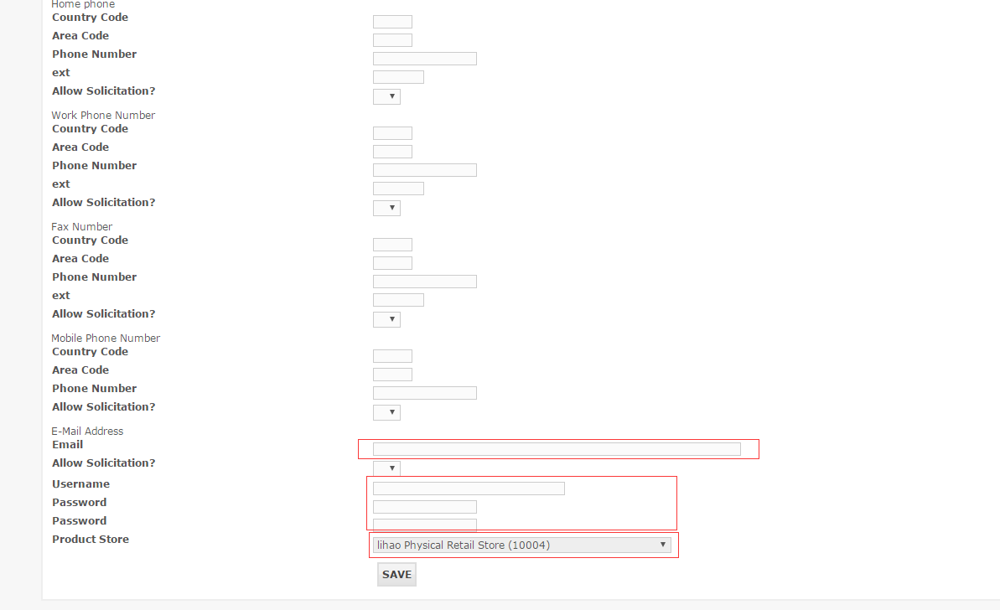 Home phone
Country Code
Area Code
Phone Number
ext
Allow Solicitation?
Work Phone Number
Country Code
Area Code
Phone Number
ext
Allow Solicitation?
Fax Number
Country Code
Area Code
Phone Number
ext
Allow Solicitation?
Mobile Phone Number
Country Code
Area Code
Phone Number
Allow Solicitation?
E-Mail Address
Email
Allow Solicitation?
Username
Password
Password
Product Store lihao Physical Retail Store (10004)
SAVE